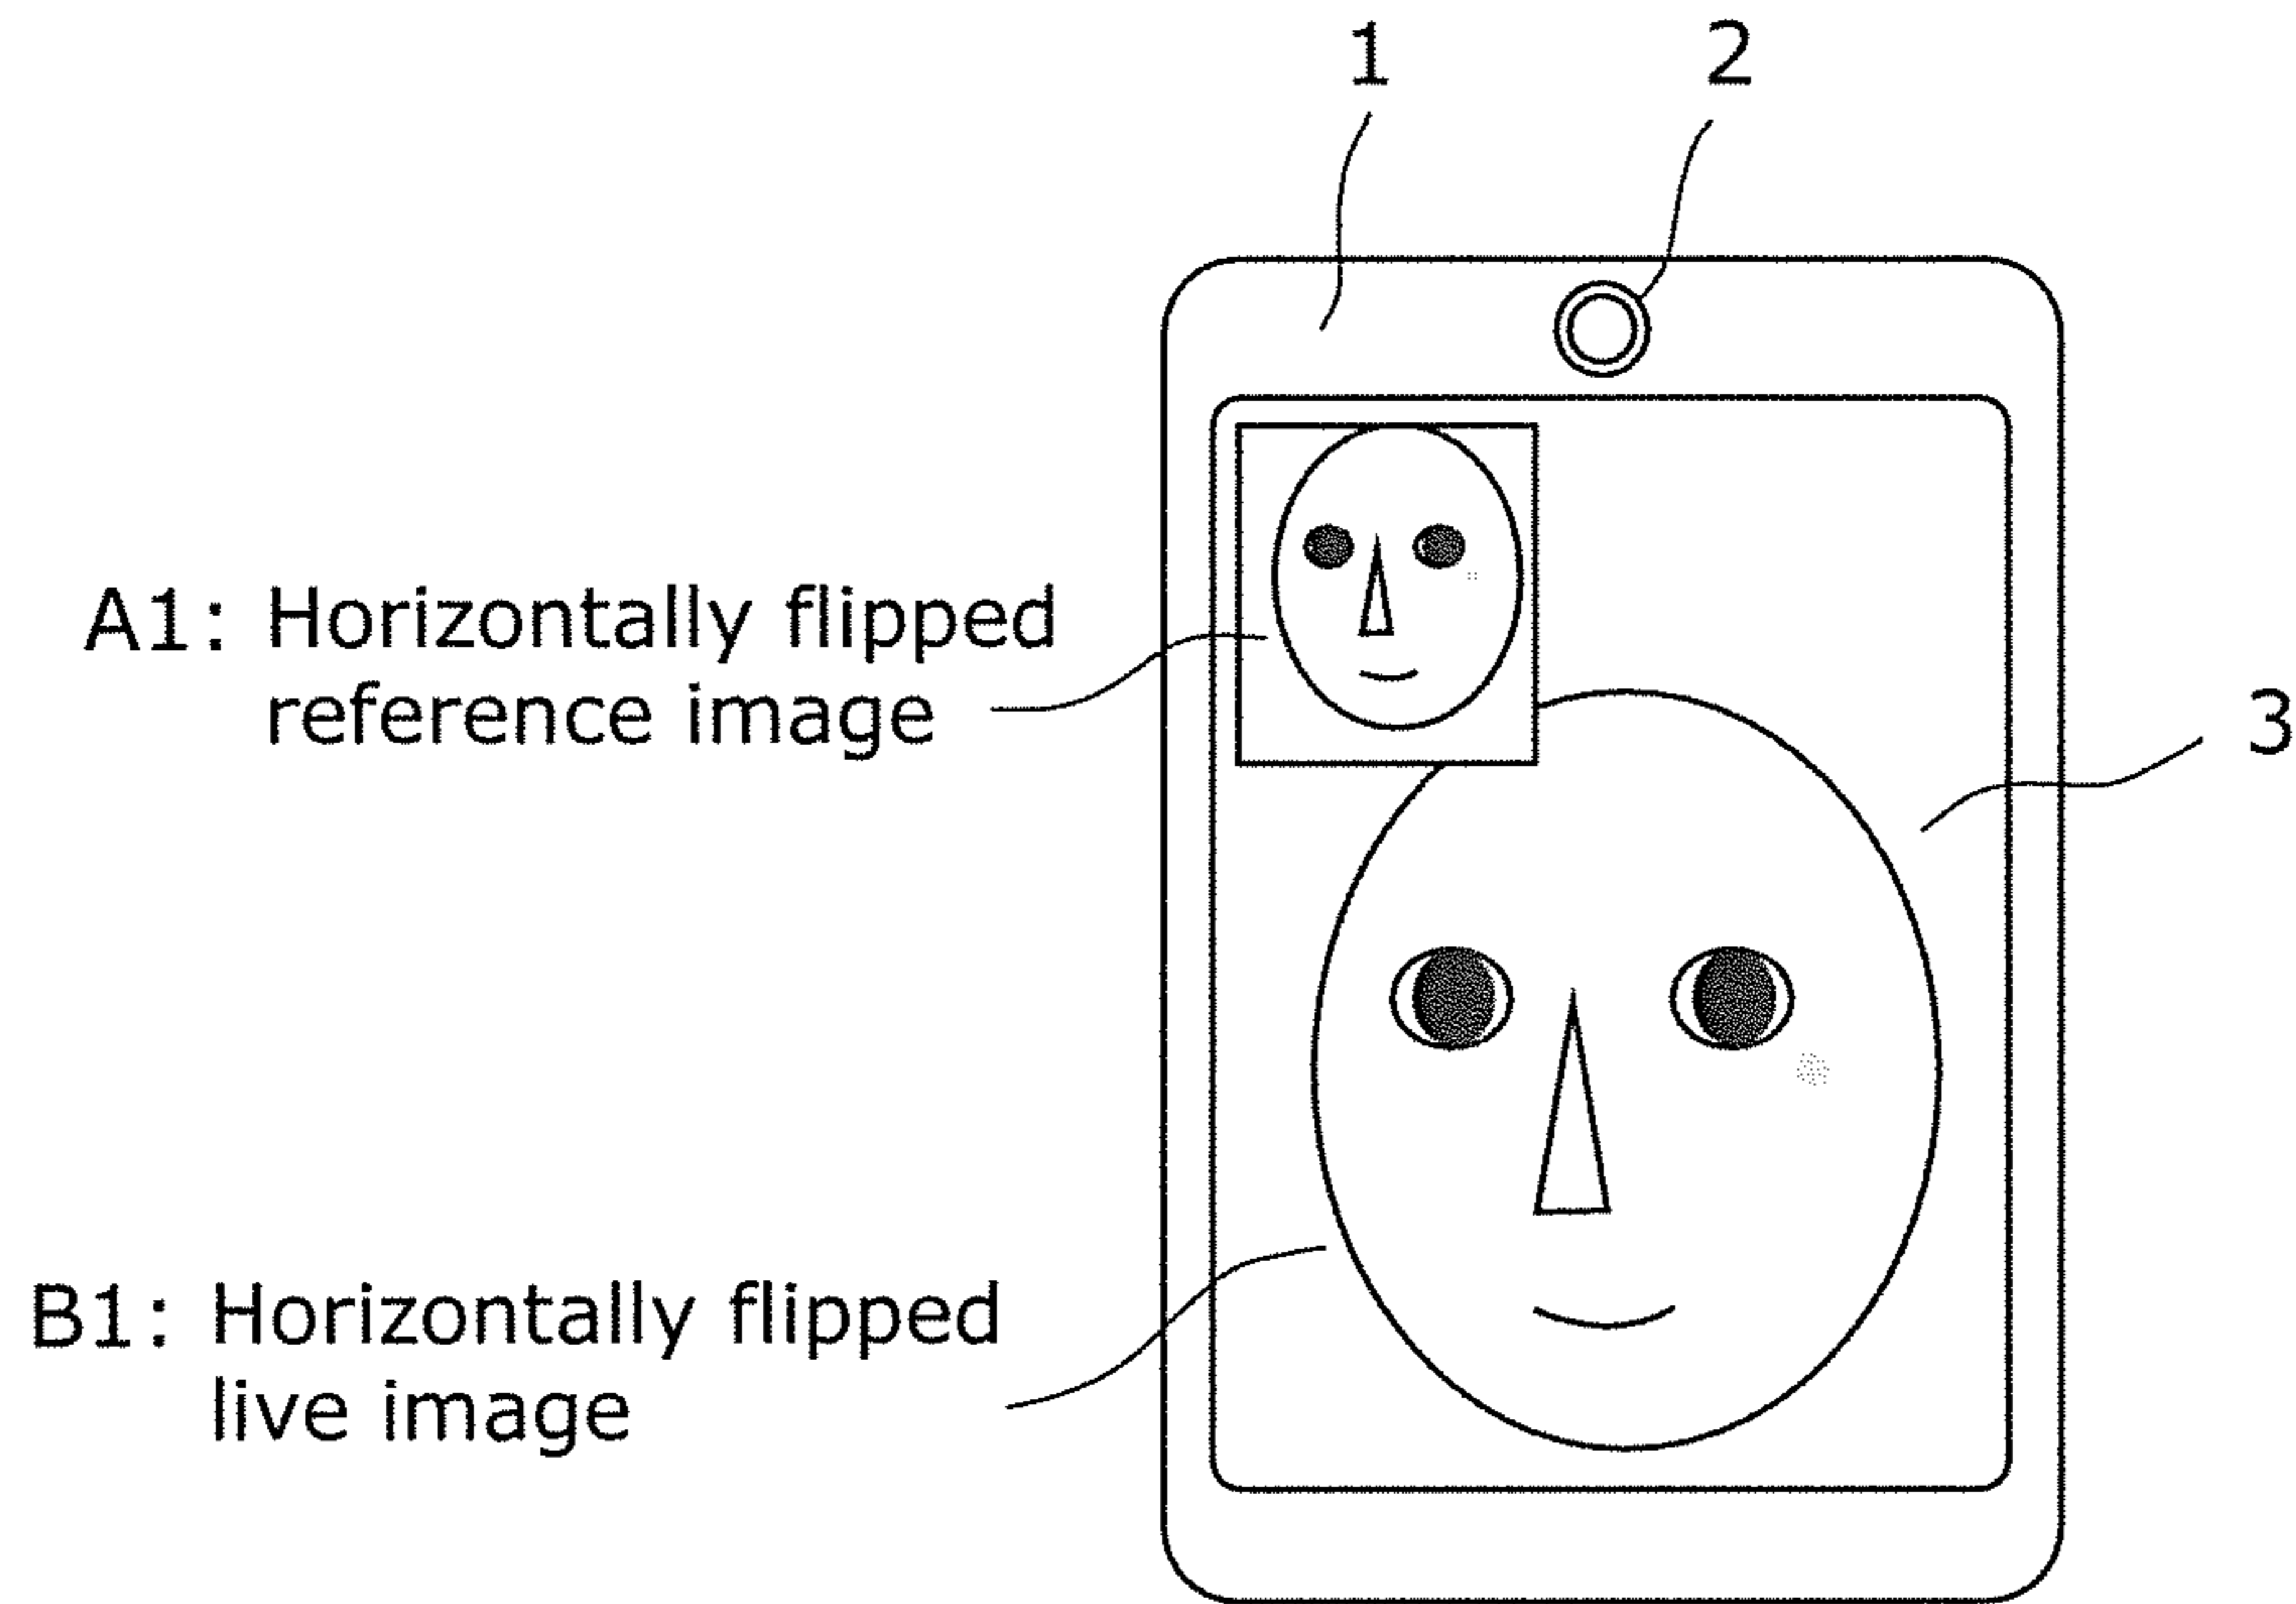 1
2
A1: Horizontally flipped
reference image
3
B1: Horizontally flipped
live image